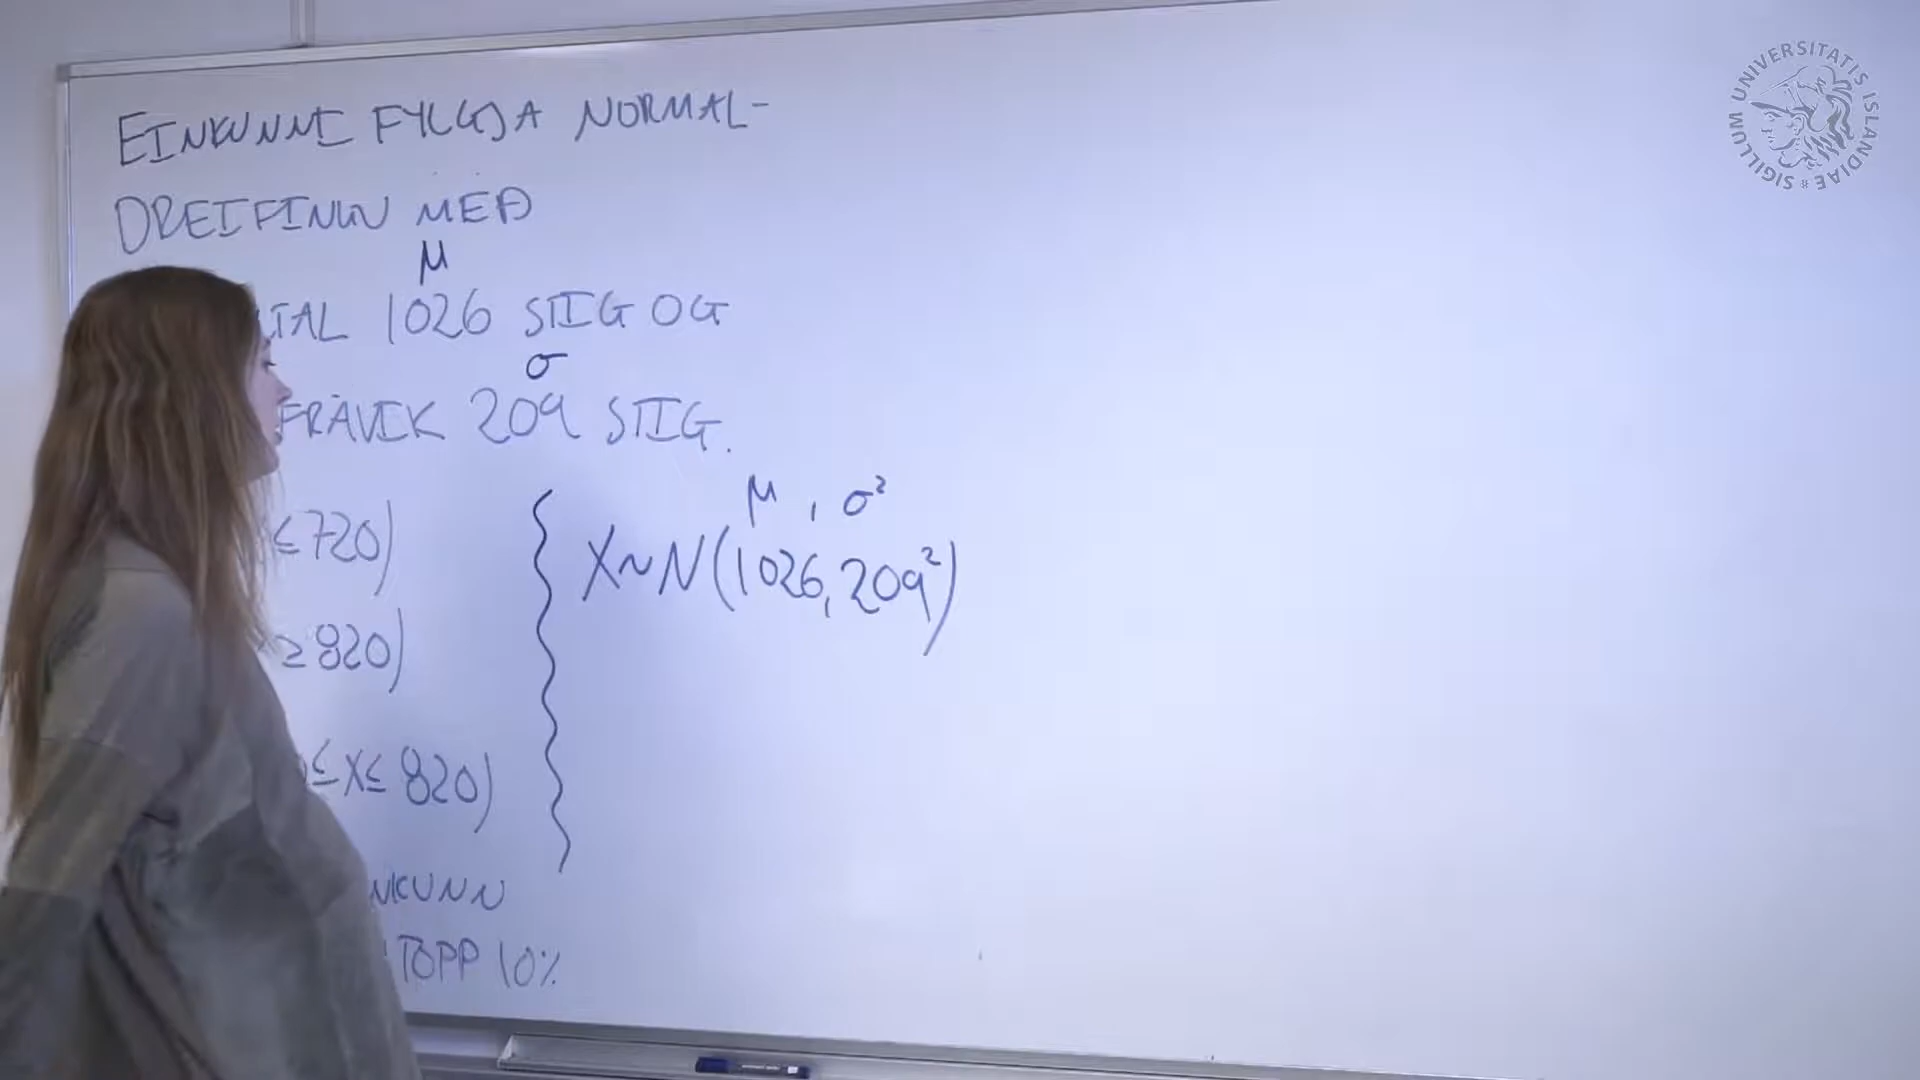 EINKUNNI FYLGJA NORMAL-
DREIFINGU MEÐ
μ
TAL 1026 STIG OG
σ
FRÁVIK 209 STIG.
≤720)
≥820)
≤X≤ 820)
NKUNN
TOPP 10%
μ , σ²
X~N(1026,209²)
SIGILLUM UNIVERSITATIS ISLANDIAE